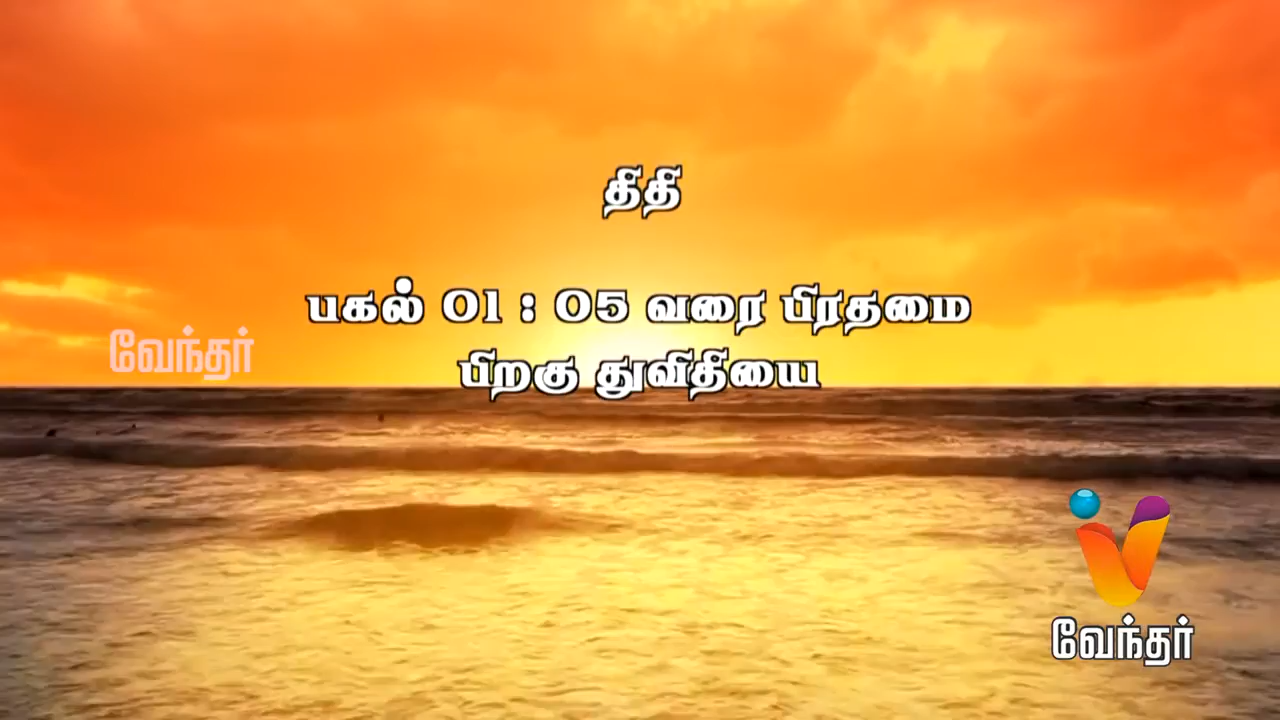 திதி
பகல் 01 : 05 வரை பிரதமை
பிறகு துவிதியை
வேந்தர்
வேந்தர்